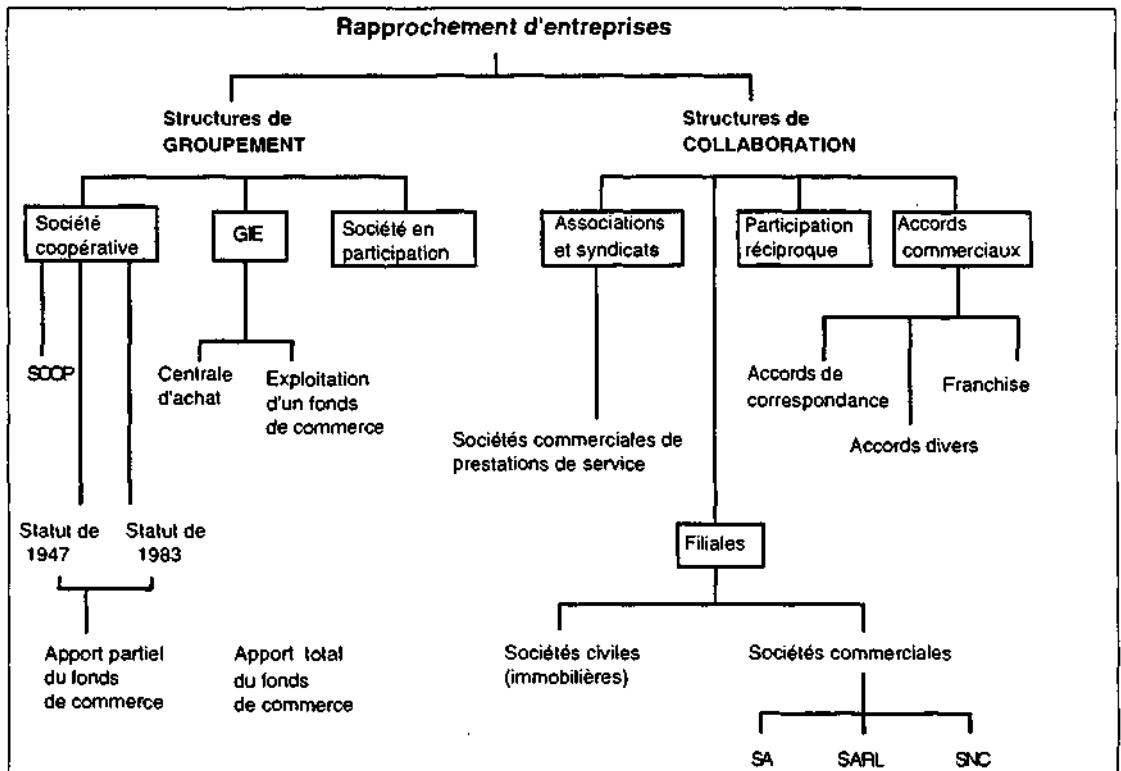 Rapprochement d'entreprises
Structures de
GROUPEMENT
Structures de
COLLABORATION
Société
coopérative
GIE
Société en
participation
Associations
et syndicats
Participation
réciproque
Accords
commerciaux
SCOP
Centrale
d'achat
Exploitation
d'un fonds
de commerce
Accords de
correspondance
Franchise
Accords divers
Sociétés commerciales de
prestations de service
Statut de
1947
Statut de
1983
Filiales
Apport partiel
du fonds
de commerce
Apport total
du fonds
de commerce
Sociétés civiles
(immobilières)
Sociétés commerciales
SA
SARL
SNC